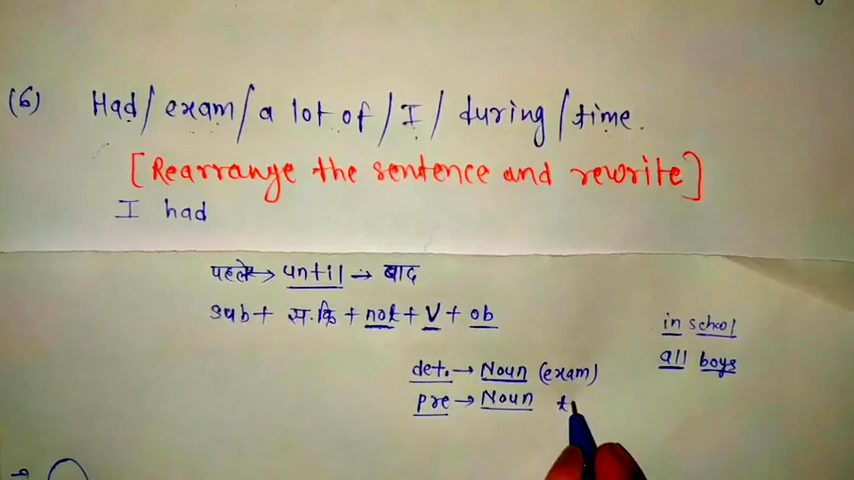 (6) Had/ exam/ a lot of / I / during / time.
[Rearrange the sentence and rewrite]
I had
पहले → until → बाद
sub + स.क्रि + not + V + ob
in school
all boys
det. → Noun (exam)
pre → Noun t